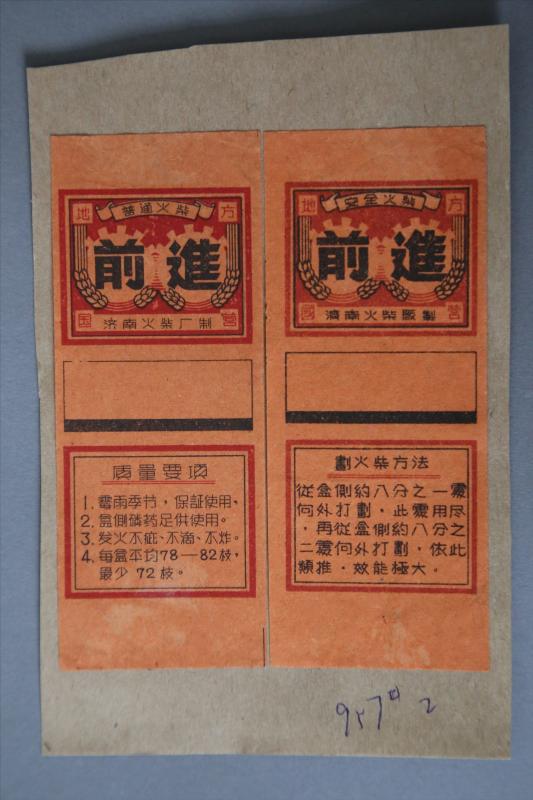 普通火柴
地方
前進
国营
济南火柴厂制
质量要项
1. 霉雨季节，保証使用、
2. 盒侧磷药足供使用。
3. 发火不疵、不滴、不炸。
4. 每盒平均78—82枝，
最少 72枝。
安全火柴
地方
前進
國營
濟南火柴厰製
劃火柴方法
從盒側約八分之一處
向外打劃，此處用尽
，再從盒側約八分之
二處向外打劃，依此
類推，效能極大。